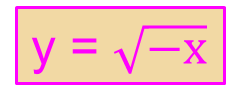 y = √−x